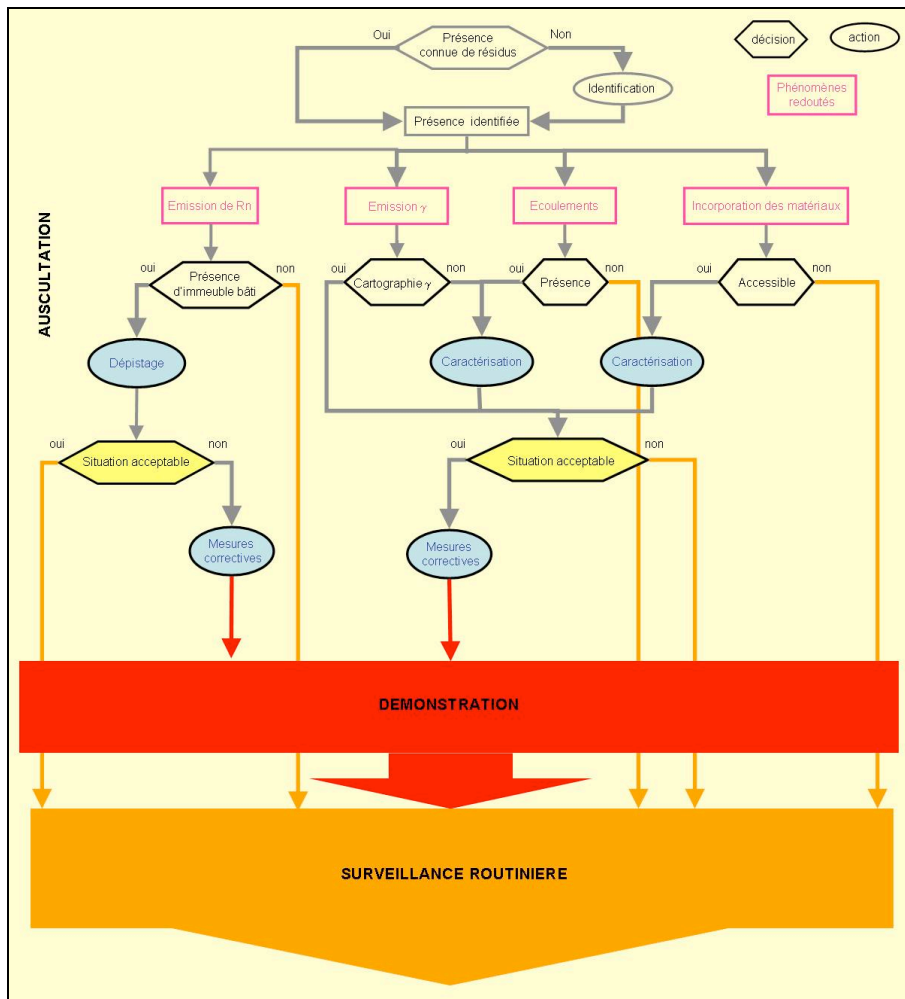 Oui
Présence
connue de résidus
Non
décision
action
Identification
Phénomènes
redoutés
Présence identifiée
AUSCULTATION
Emission de Rn
Emission γ
Ecoulements
Incorporation des matériaux
oui
Présence
d'immeuble bâti
non
oui
Cartographie γ
non
oui
Présence
non
oui
Accessible
non
Dépistage
Caractérisation
Caractérisation
oui
Situation acceptable
non
oui
Situation acceptable
non
Mesures
correctives
Mesures
correctives
DEMONSTRATION
SURVEILLANCE ROUTINIERE